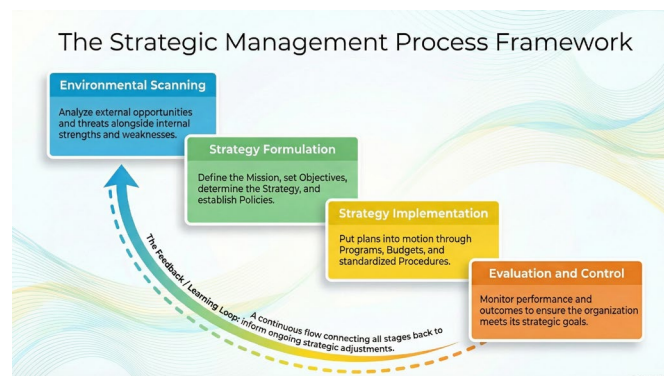 The Strategic Management Process Framework
Environmental Scanning
Analyze external opportunities
and threats alongside internal
strengths and weaknesses.
Strategy Formulation
Define the Mission, set Objectives,
determine the Strategy, and
establish Policies.
Strategy Implementation
Put plans into motion through
Programs, Budgets, and
standardized Procedures.
Evaluation and Control
Monitor performance and
outcomes to ensure the organization
meets its strategic goals.
The Feedback / Learning Loop:
A continuous flow connecting all stages back to
inform ongoing strategic adjustments.